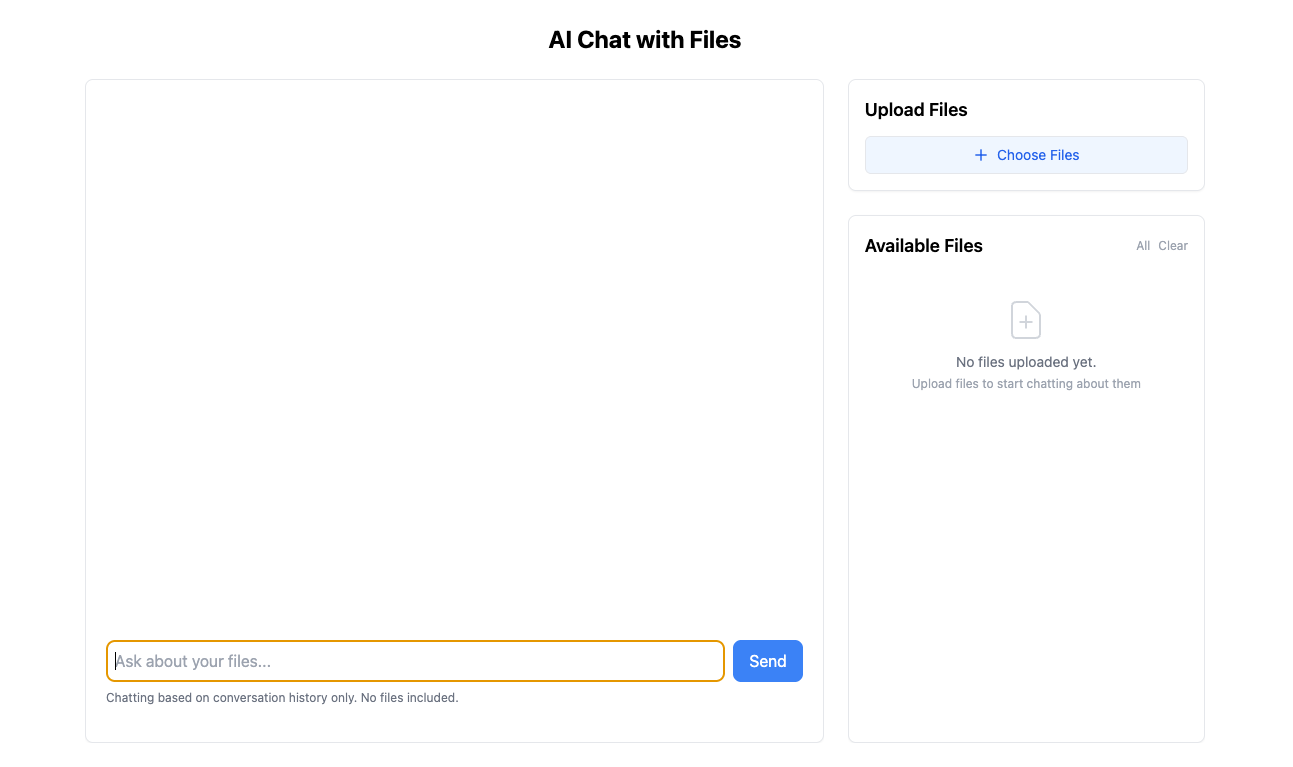 AI Chat with Files
Upload Files
Choose Files
Available Files
All Clear
No files uploaded yet.
Upload files to start chatting about them
Ask about your files...
Send
Chatting based on conversation history only. No files included.